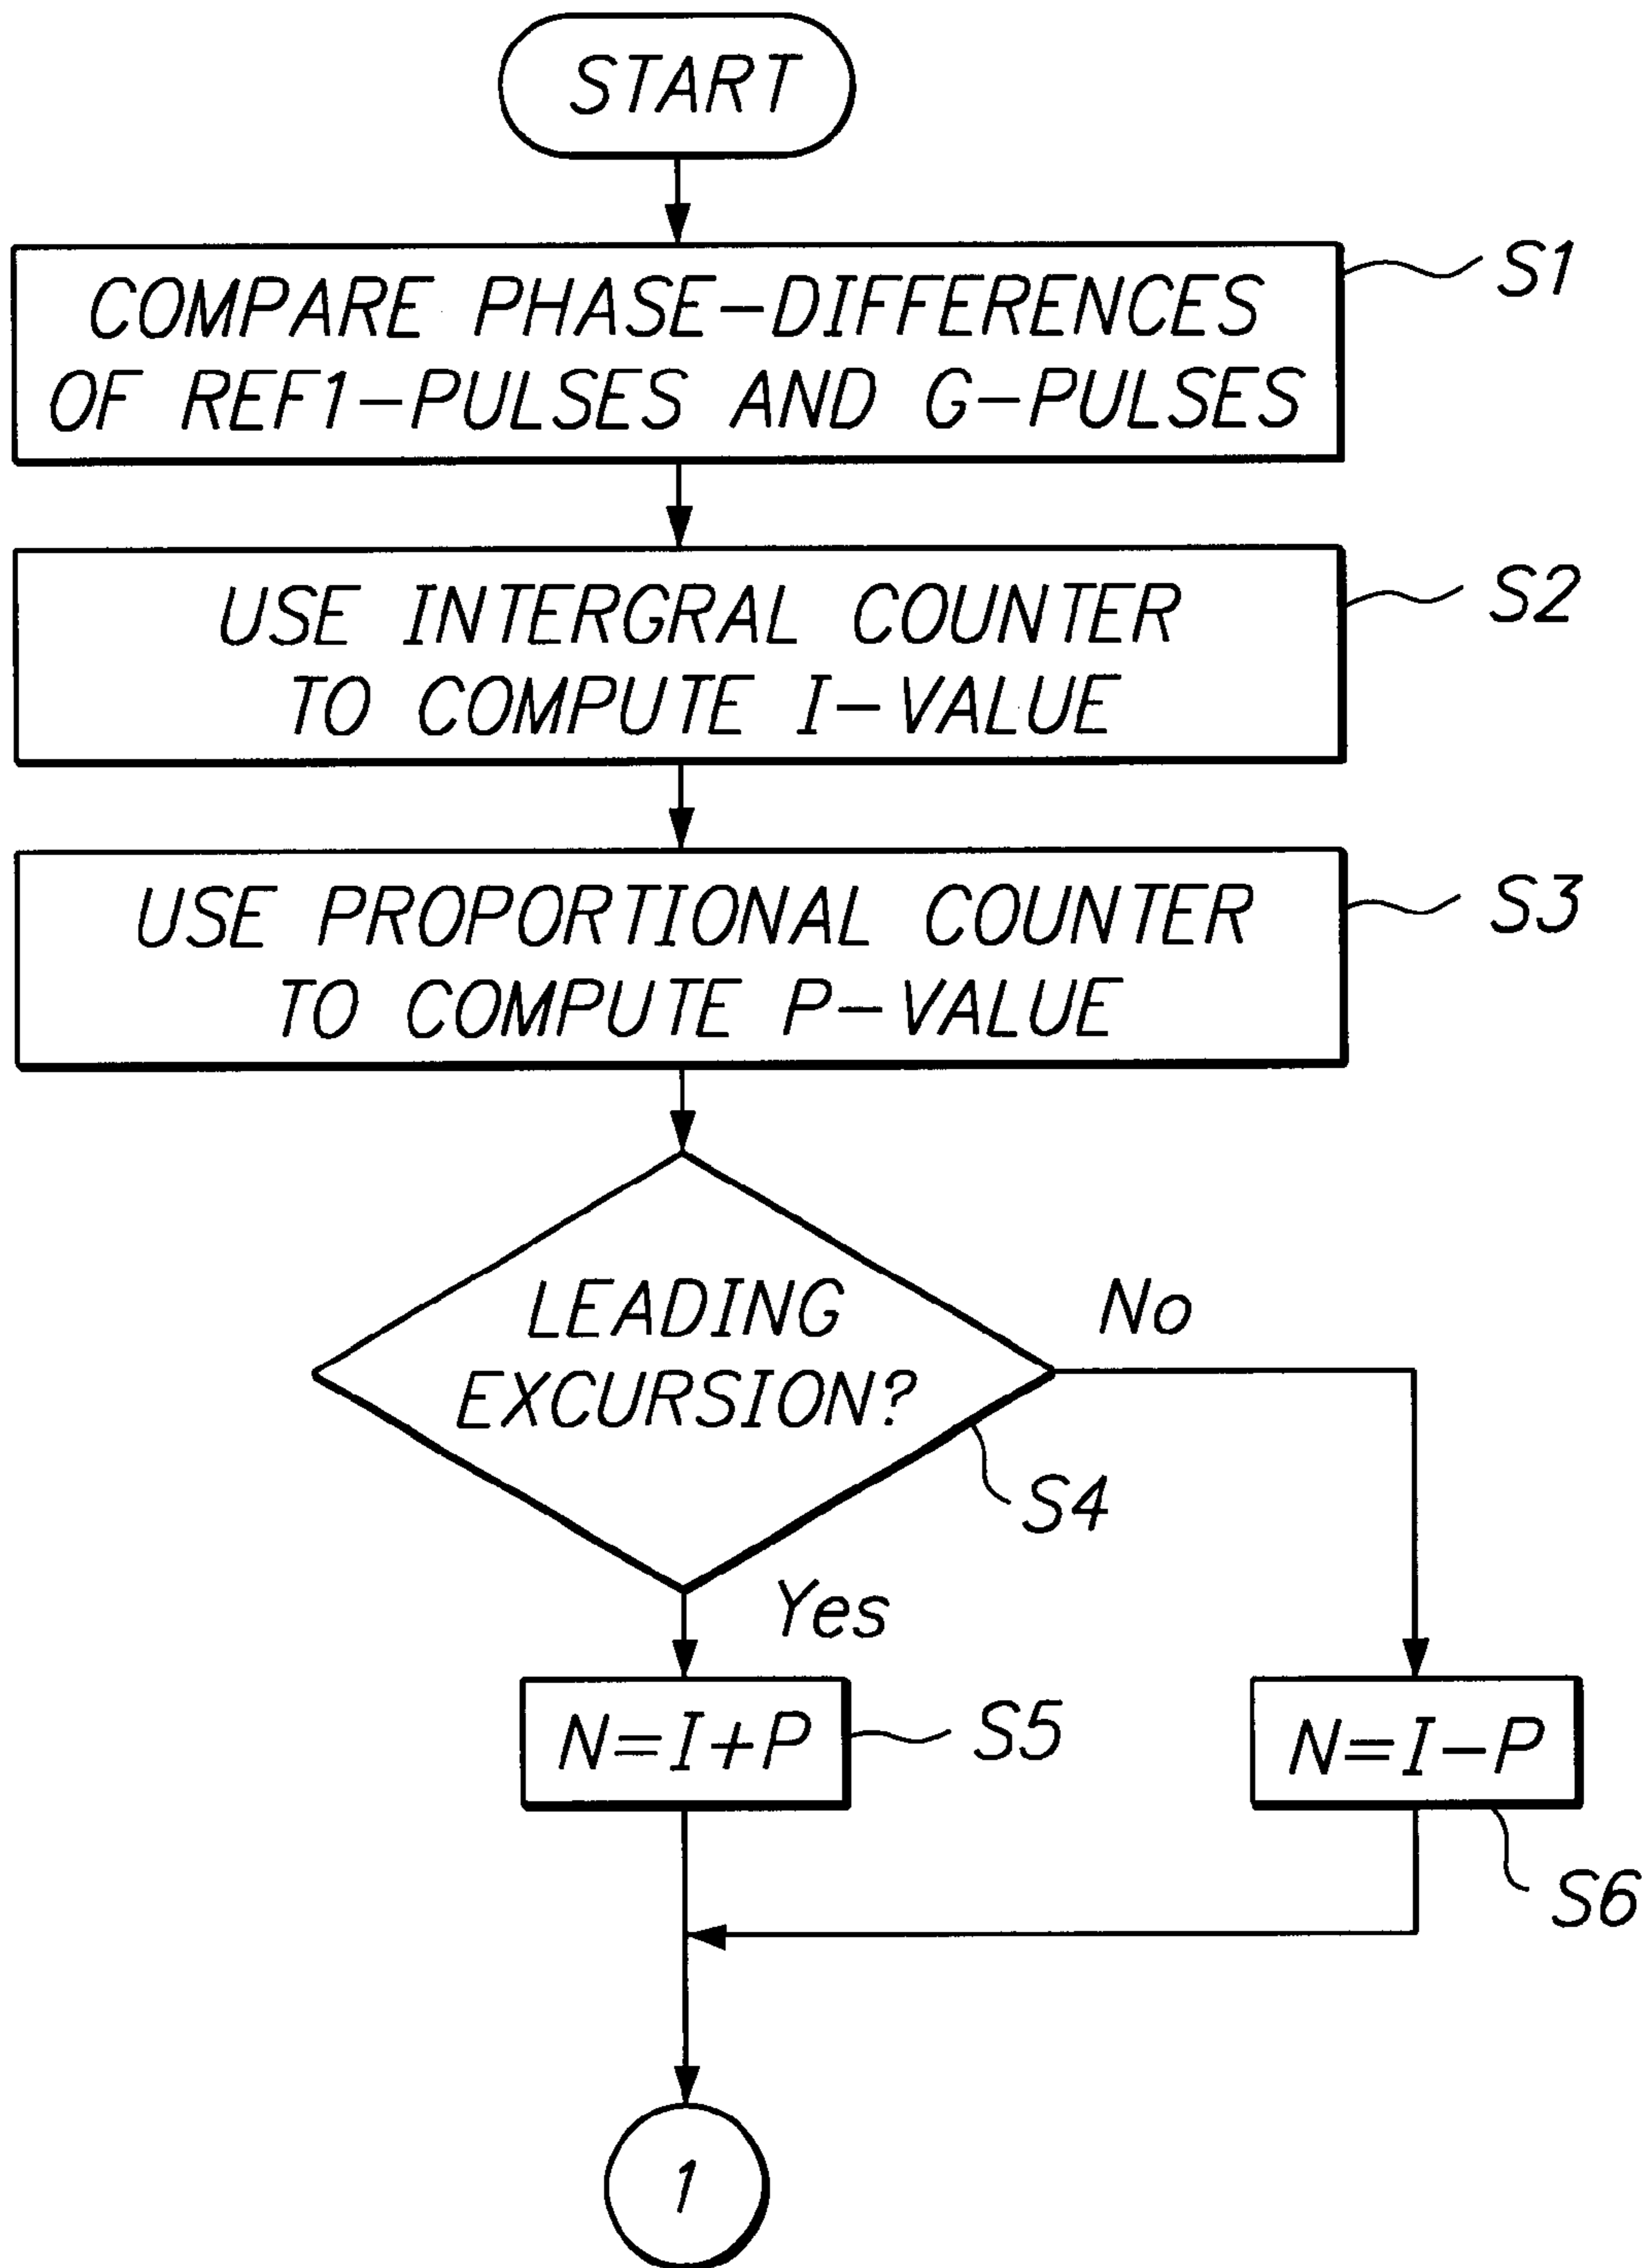 START
COMPARE PHASE-DIFFERENCES
OF REF1-PULSES AND G-PULSES
S1
USE INTERGRAL COUNTER
TO COMPUTE I-VALUE
S2
USE PROPORTIONAL COUNTER
TO COMPUTE P-VALUE
S3
LEADING
EXCURSION?
No
S4
Yes
N=I+P
S5
N=I-P
S6
1